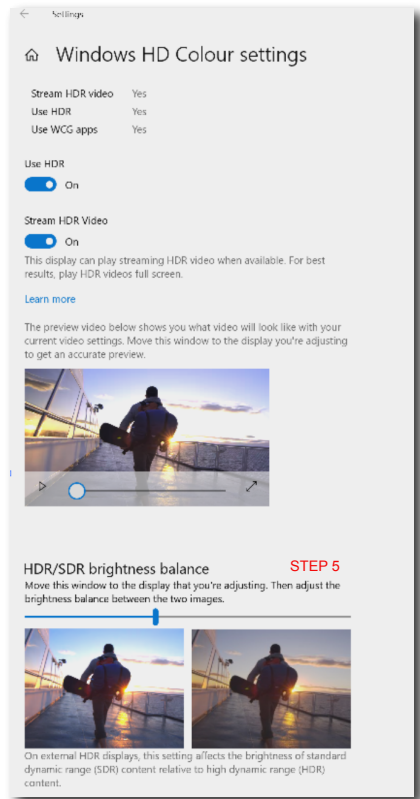 Settings
Windows HD Colour settings
Stream HDR video Yes
Use HDR Yes
Use WCG apps Yes
Use HDR
On
Stream HDR Video
On
This display can play streaming HDR video when available. For best
results, play HDR videos full screen.
Learn more
The preview video below shows you what video will look like with your
current video settings. Move this window to the display you're adjusting
to get an accurate preview.
HDR/SDR brightness balance STEP 5
Move this window to the display that you're adjusting. Then adjust the
brightness balance between the two images.
On external HDR displays, this setting affects the brightness of standard
dynamic range (SDR) content relative to high dynamic range (HDR)
content.